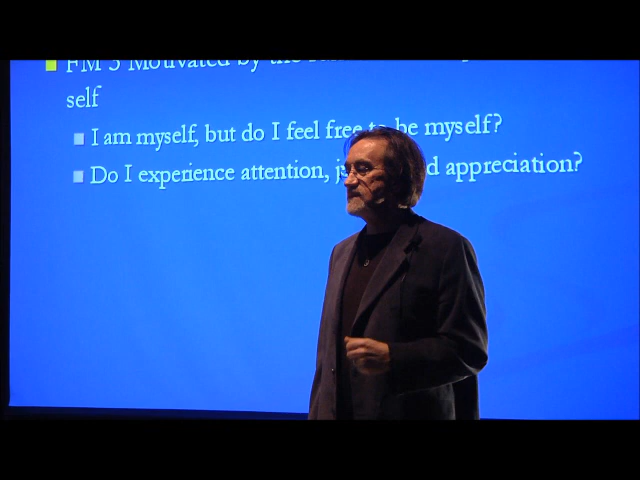 FM 3 Motivated by the
self
I am myself, but do I feel free to be myself?
Do I experience attention, and appreciation?